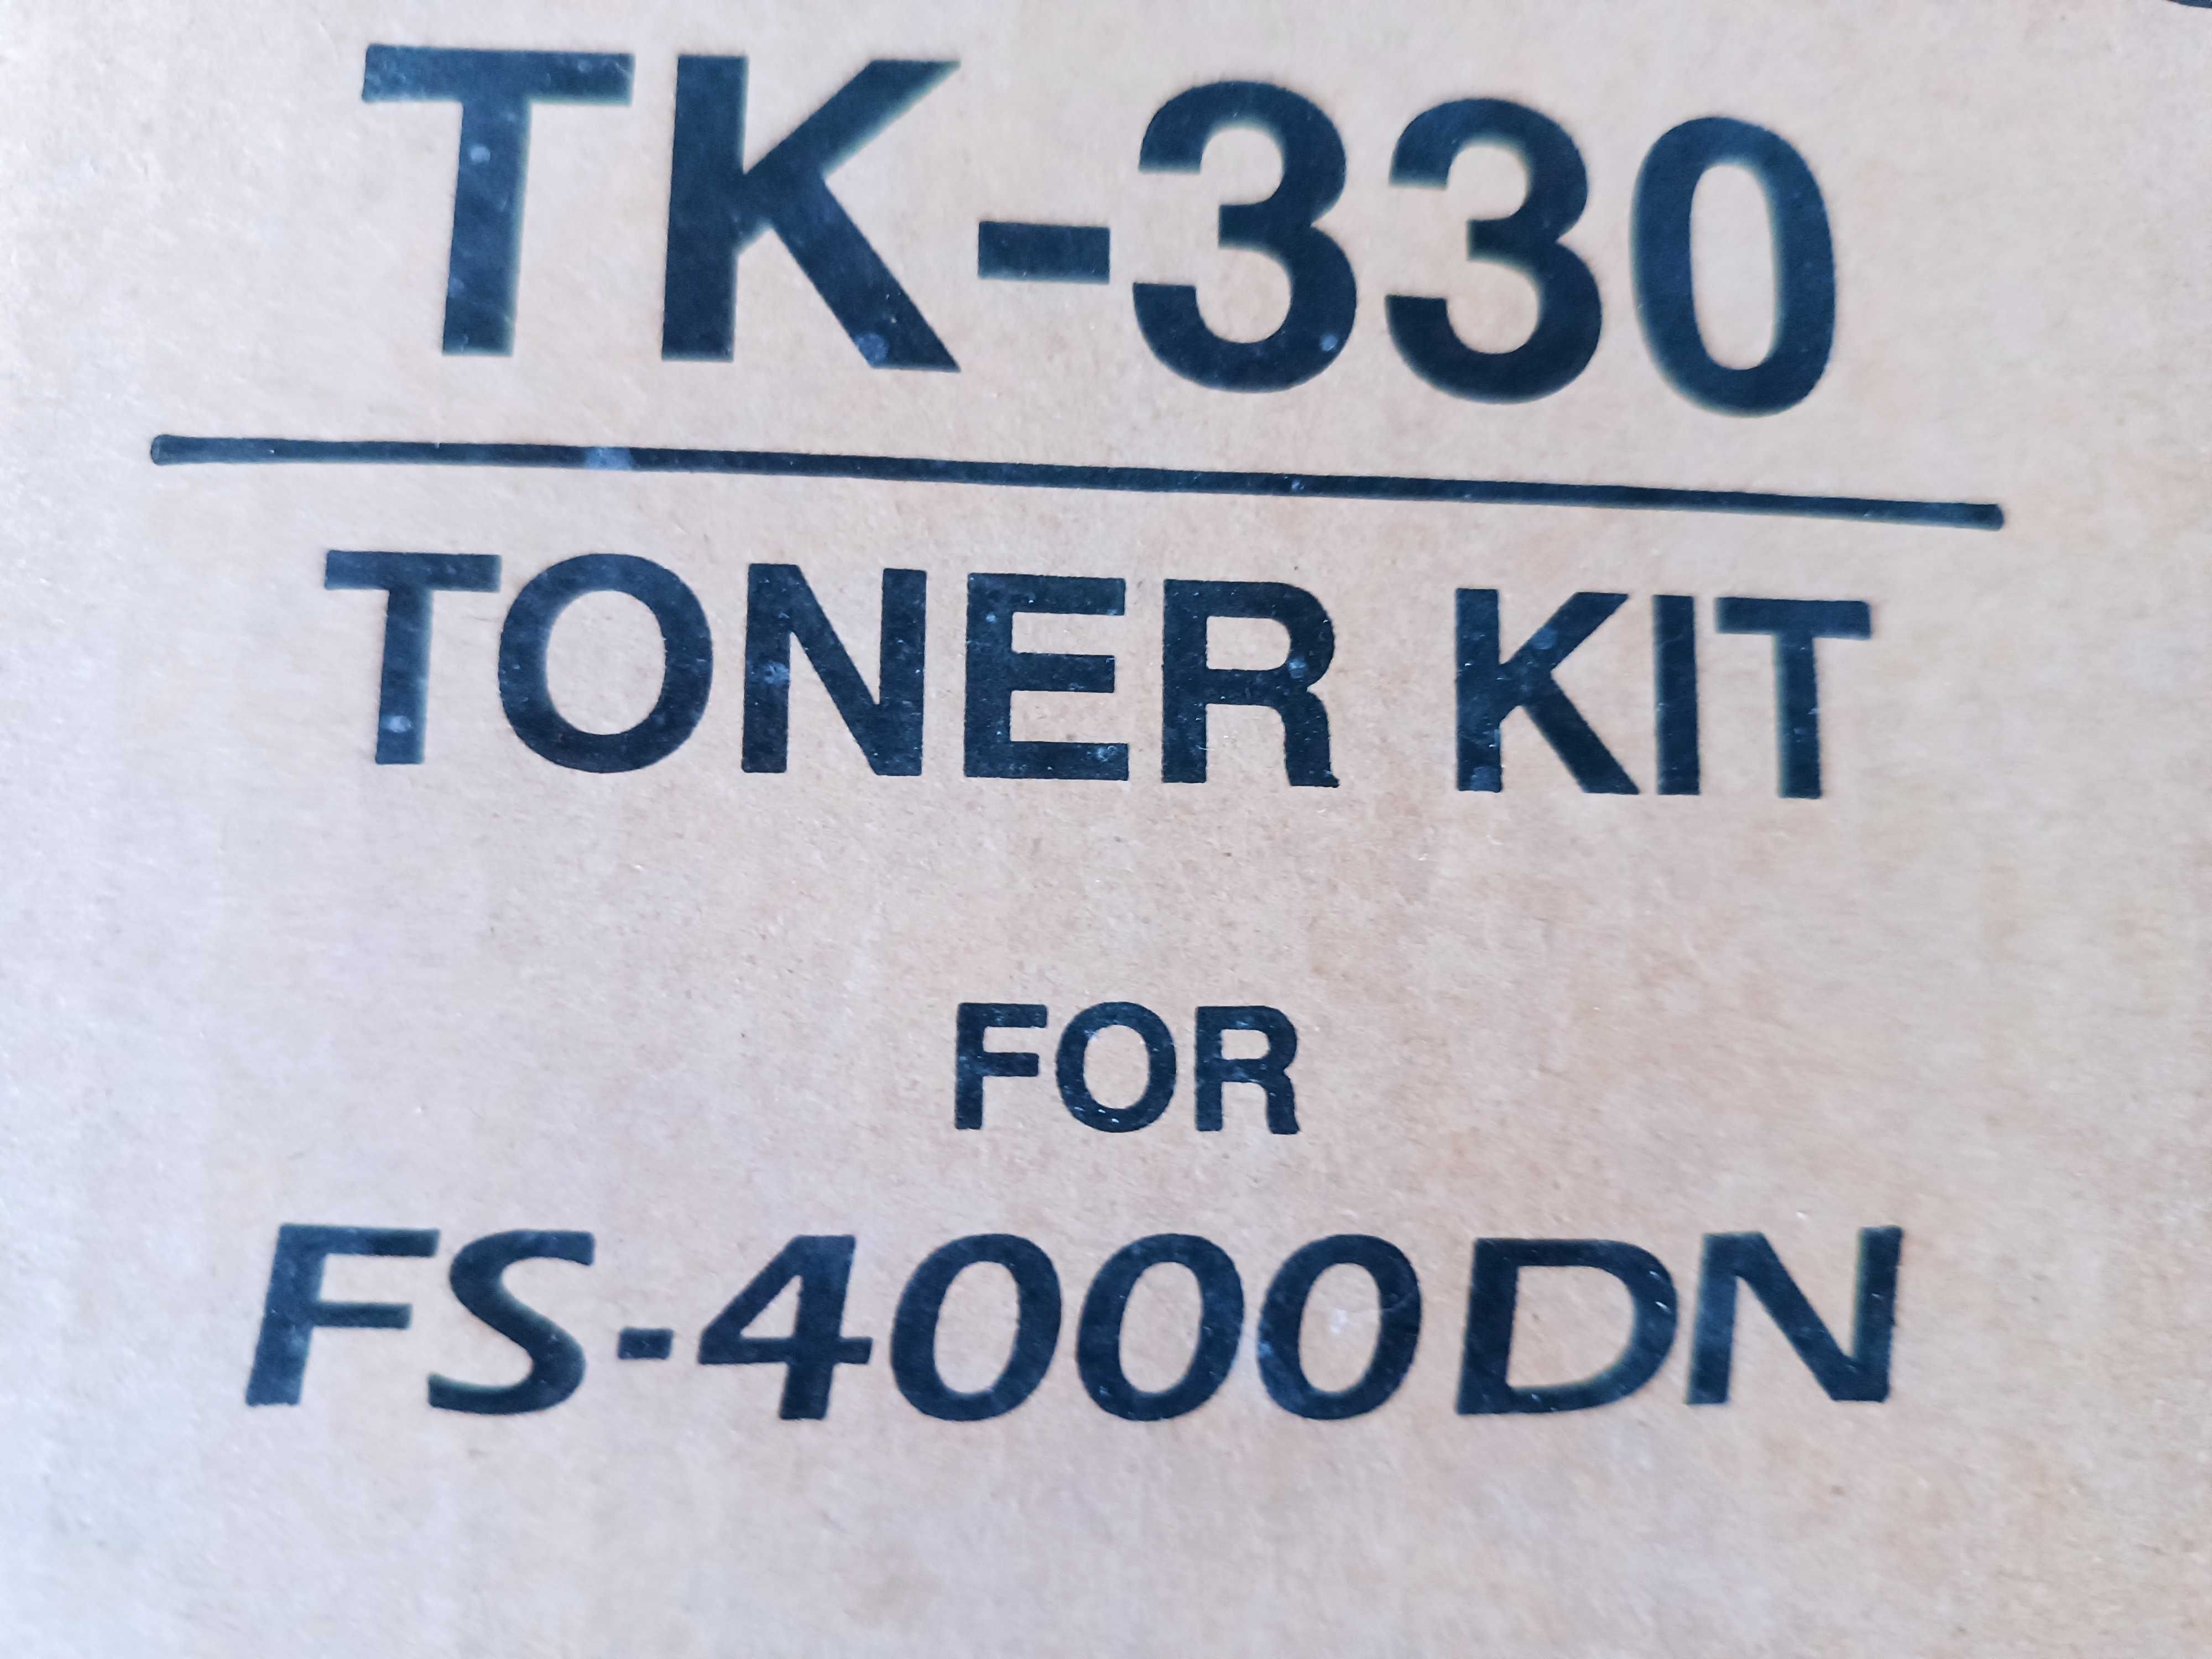 TK-330
TONER KIT
FOR
FS-4000DN